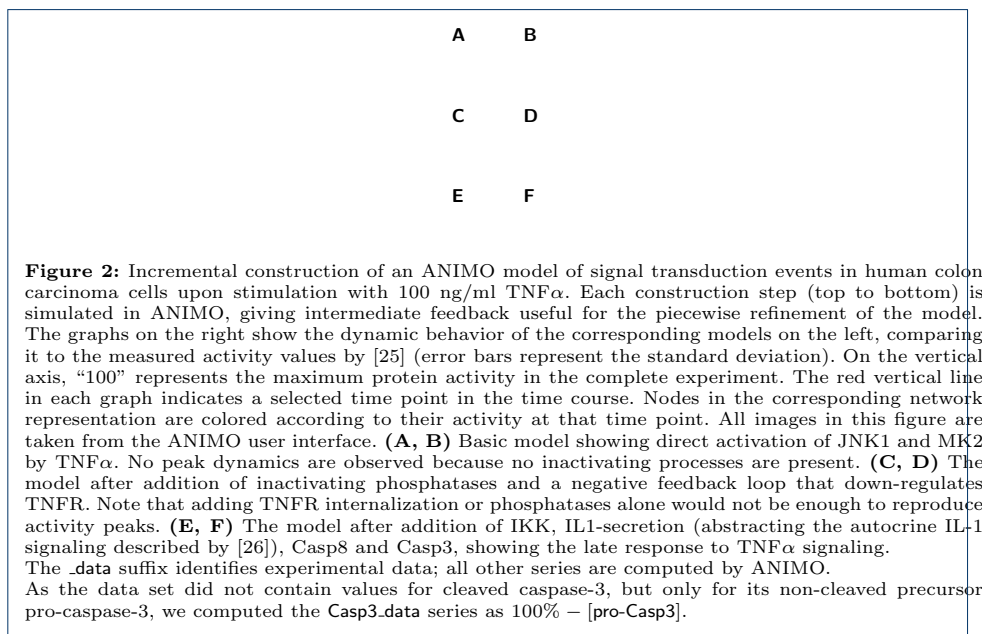 A B
C D
E F
Figure 2: Incremental construction of an ANIMO model of signal transduction events in human colon
carcinoma cells upon stimulation with 100 ng/ml TNFα. Each construction step (top to bottom) is
simulated in ANIMO, giving intermediate feedback useful for the piecewise refinement of the model.
The graphs on the right show the dynamic behavior of the corresponding models on the left, comparing
it to the measured activity values by [25] (error bars represent the standard deviation). On the vertical
axis, “100” represents the maximum protein activity in the complete experiment. The red vertical line
in each graph indicates a selected time point in the time course. Nodes in the corresponding network
representation are colored according to their activity at that time point. All images in this figure are
taken from the ANIMO user interface. (A, B) Basic model showing direct activation of JNK1 and MK2
by TNFα. No peak dynamics are observed because no inactivating processes are present. (C, D) The
model after addition of inactivating phosphatases and a negative feedback loop that down-regulates
TNFR. Note that adding TNFR internalization or phosphatases alone would not be enough to reproduce
activity peaks. (E, F) The model after addition of IKK, IL1-secretion (abstracting the autocrine IL-1
signaling described by [26]), Casp8 and Casp3, showing the late response to TNFα signaling.
The _data suffix identifies experimental data; all other series are computed by ANIMO.
As the data set did not contain values for cleaved caspase-3, but only for its non-cleaved precursor
pro-caspase-3, we computed the Casp3_data series as 100% − [pro-Casp3].